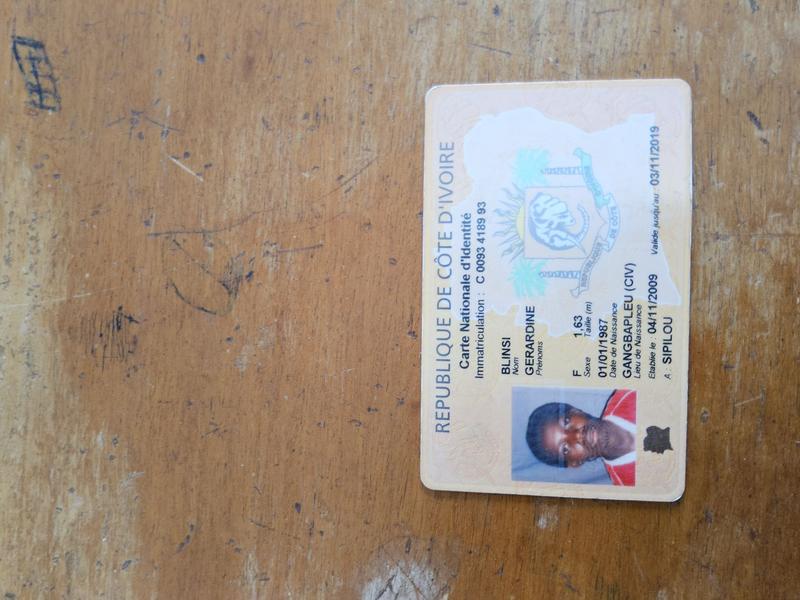 REPUBLIQUE DE CÔTE D'IVOIRE
Carte Nationale d'Identité
Immatriculation : C 0093 4189 93
Nom
GERARDINE
Prénoms
F 1,63
Sexe Taille (m)
01/01/1987
Date de Naissance
GANGBAPLEU (CIV)
Lieu de Naissance
Etablie le : 04/11/2009 Valide jusqu'au : 03/11/2019
A : SIPILOU